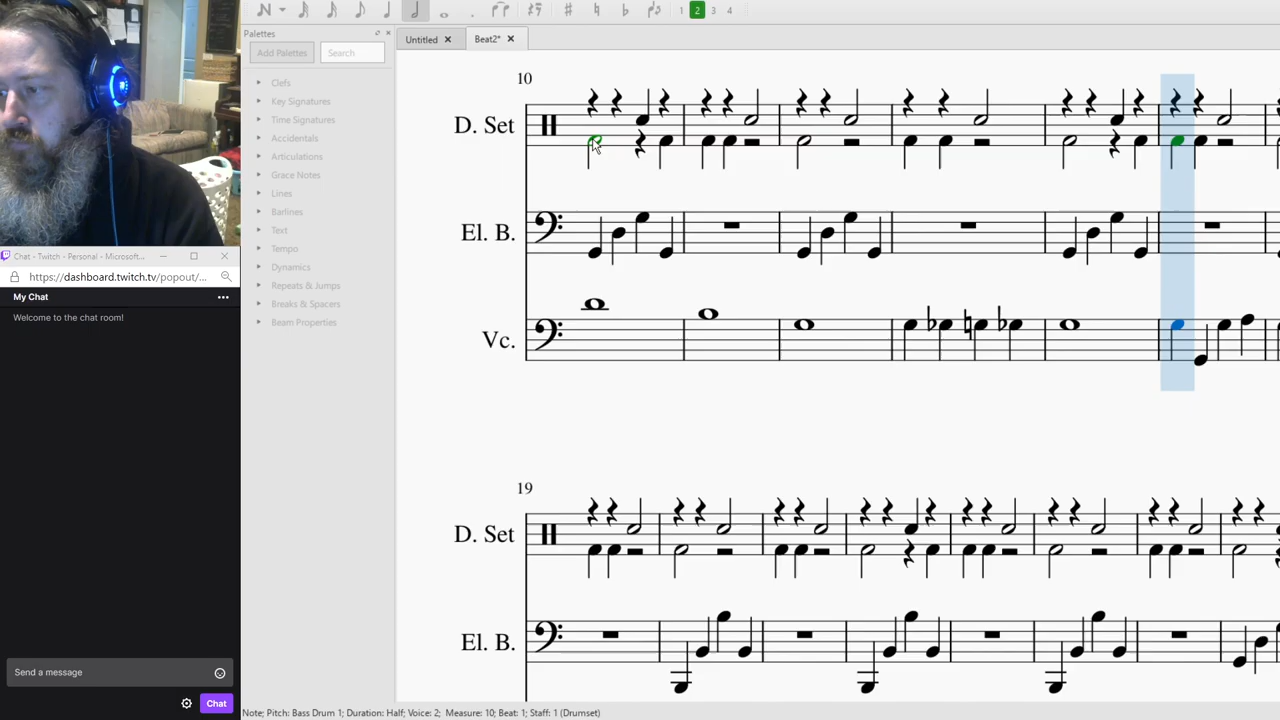 Palettes
Add Palettes
Search
Clefs
Key Signatures
Time Signatures
Accidentals
Articulations
Grace Notes
Lines
Barlines
Text
Tempo
Dynamics
Repeats & Jumps
Breaks & Spacers
Beam Properties
1 2 3 4
Untitled
Beat2*
10
D. Set
El. B.
Vc.
19
D. Set
El. B.
Chat - Twitch - Personal - Microsoft...
https://dashboard.twitch.tv/popout/...
My Chat
Welcome to the chat room!
Send a message
Chat
Note; Pitch: Bass Drum 1; Duration: Half; Voice: 2; Measure: 10; Beat: 1; Staff: 1 (Drumset)